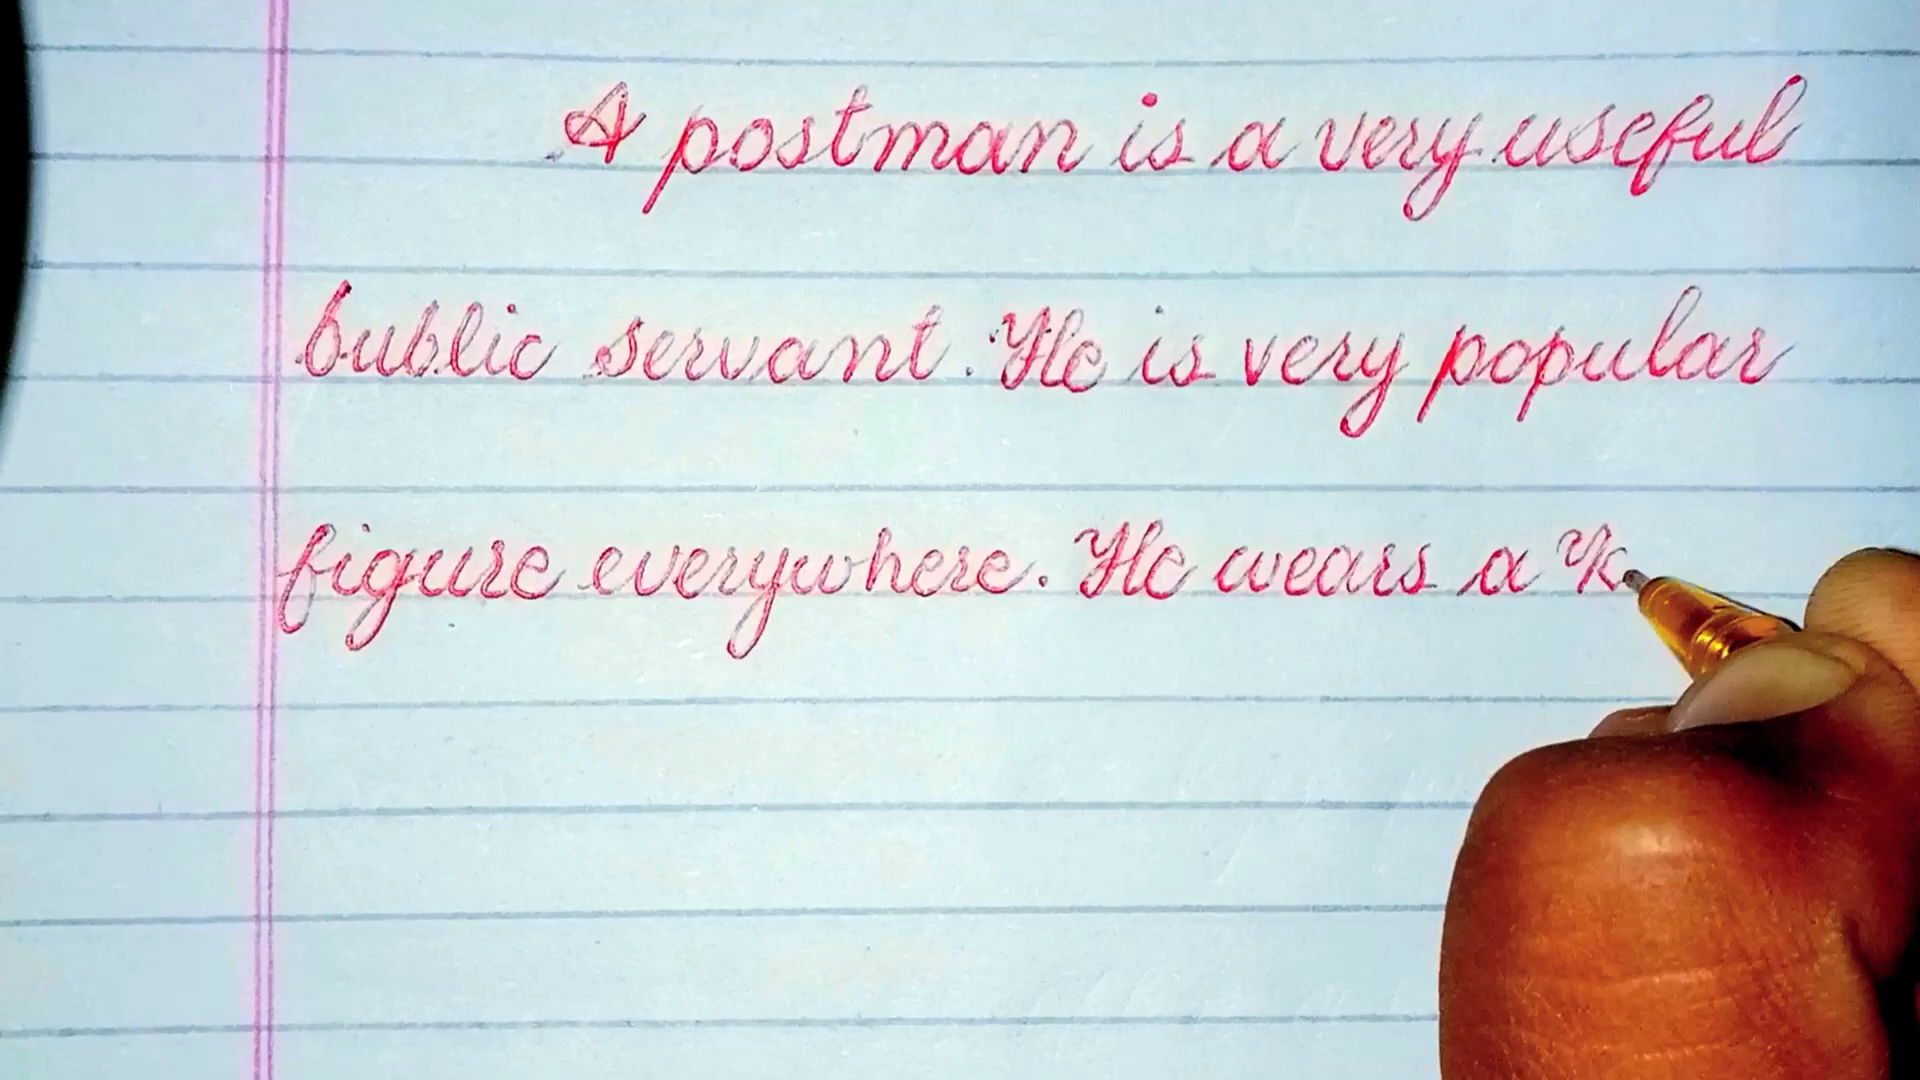 A postman is a very useful
bublic servant. He is very popular
figure everywhere. He wears a K